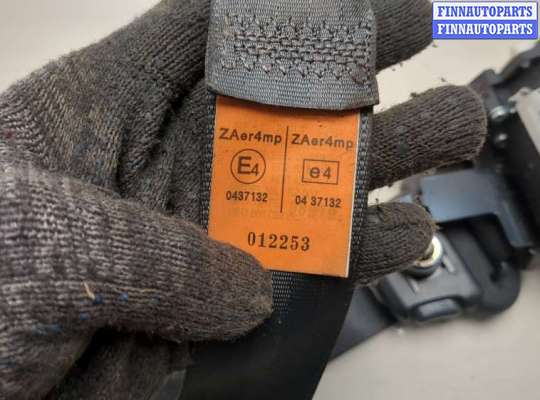 FINNAUTOPARTS
FINNAUTOPARTS
ZAer4mp ZAer4mp
E4 e4
0437132 04 37132
012253